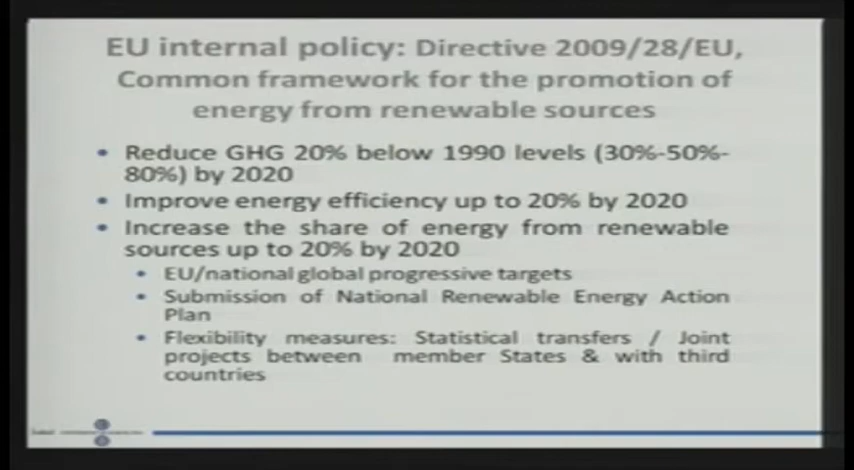 EU internal policy: Directive 2009/28/EU,
Common framework for the promotion of
energy from renewable sources
• Reduce GHG 20% below 1990 levels (30%-50%-
80%) by 2020
• Improve energy efficiency up to 20% by 2020
• Increase the share of energy from renewable
sources up to 20% by 2020
• EU/national global progressive targets
• Submission of National Renewable Energy Action
Plan
• Flexibility measures: Statistical transfers / Joint
projects between member States & with third
countries